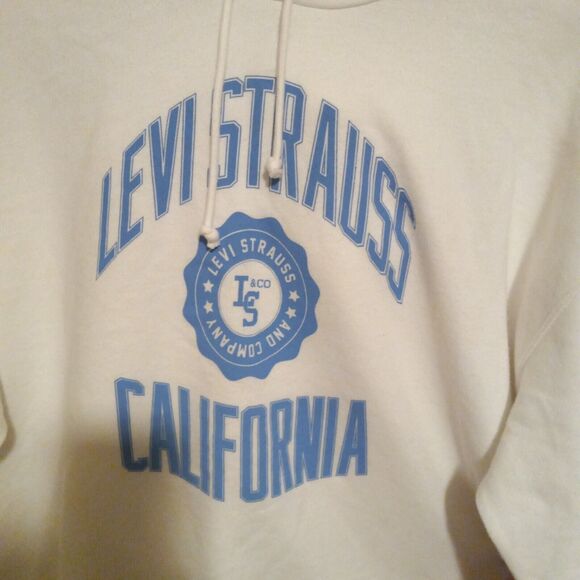 LEVI STRAUSS
LEVI STRAUSS
&CO
LS
AND COMPANY
CALIFORNIA